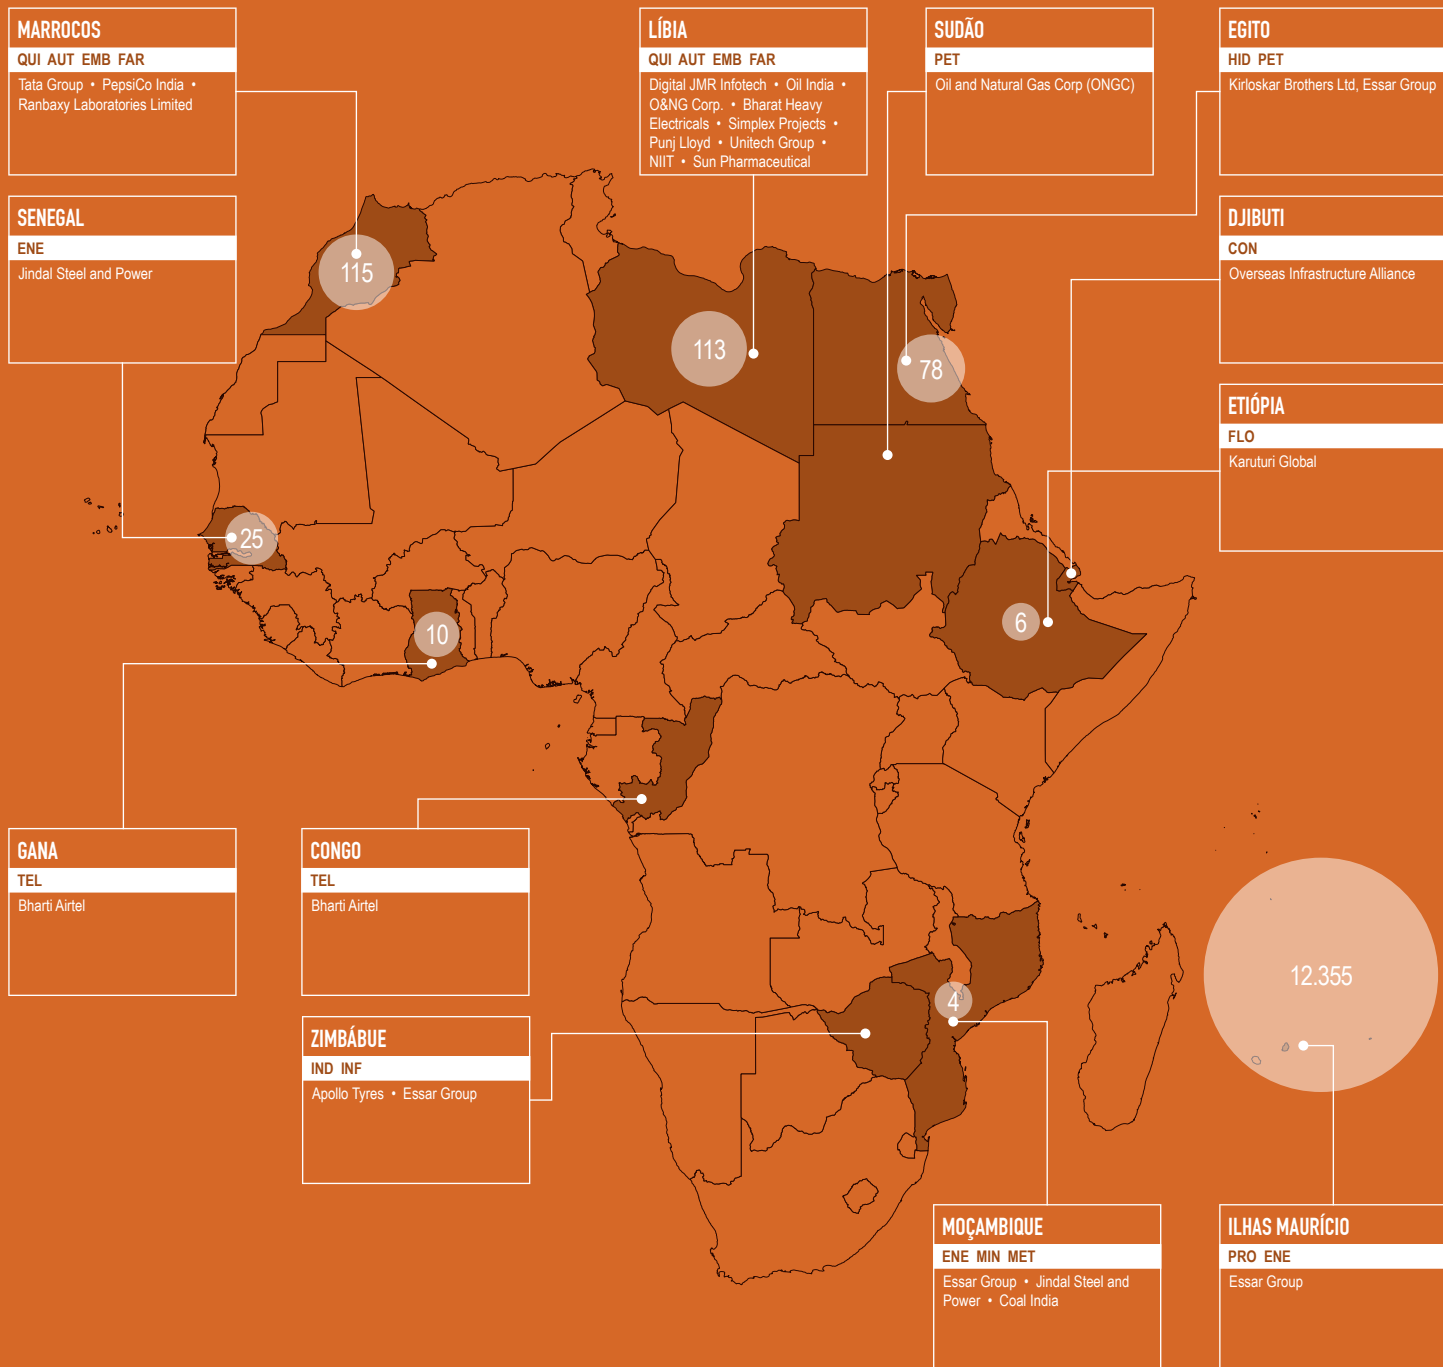 MARROCOS
QUI AUT EMB FAR
Tata Group • PepsiCo India •
Ranbaxy Laboratories Limited
LÍBIA
QUI AUT EMB FAR
Digital JMR Infotech • Oil India •
O&NG Corp. • Bharat Heavy
Electricals • Simplex Projects •
Punj Lloyd • Unitech Group •
NIIT • Sun Pharmaceutical
SUDÃO
PET
Oil and Natural Gas Corp (ONGC)
EGITO
HID PET
Kirloskar Brothers Ltd, Essar Group
SENEGAL
ENE
Jindal Steel and Power
DJIBUTI
CON
Overseas Infrastructure Alliance
115
113
78
ETIÓPIA
FLO
Karuturi Global
25
10
6
GANA
TEL
Bharti Airtel
CONGO
TEL
Bharti Airtel
12.355
4
ZIMBÁBUE
IND INF
Apollo Tyres • Essar Group
MOÇAMBIQUE
ENE MIN MET
Essar Group • Jindal Steel and
Power • Coal India
ILHAS MAURÍCIO
PRO ENE
Essar Group